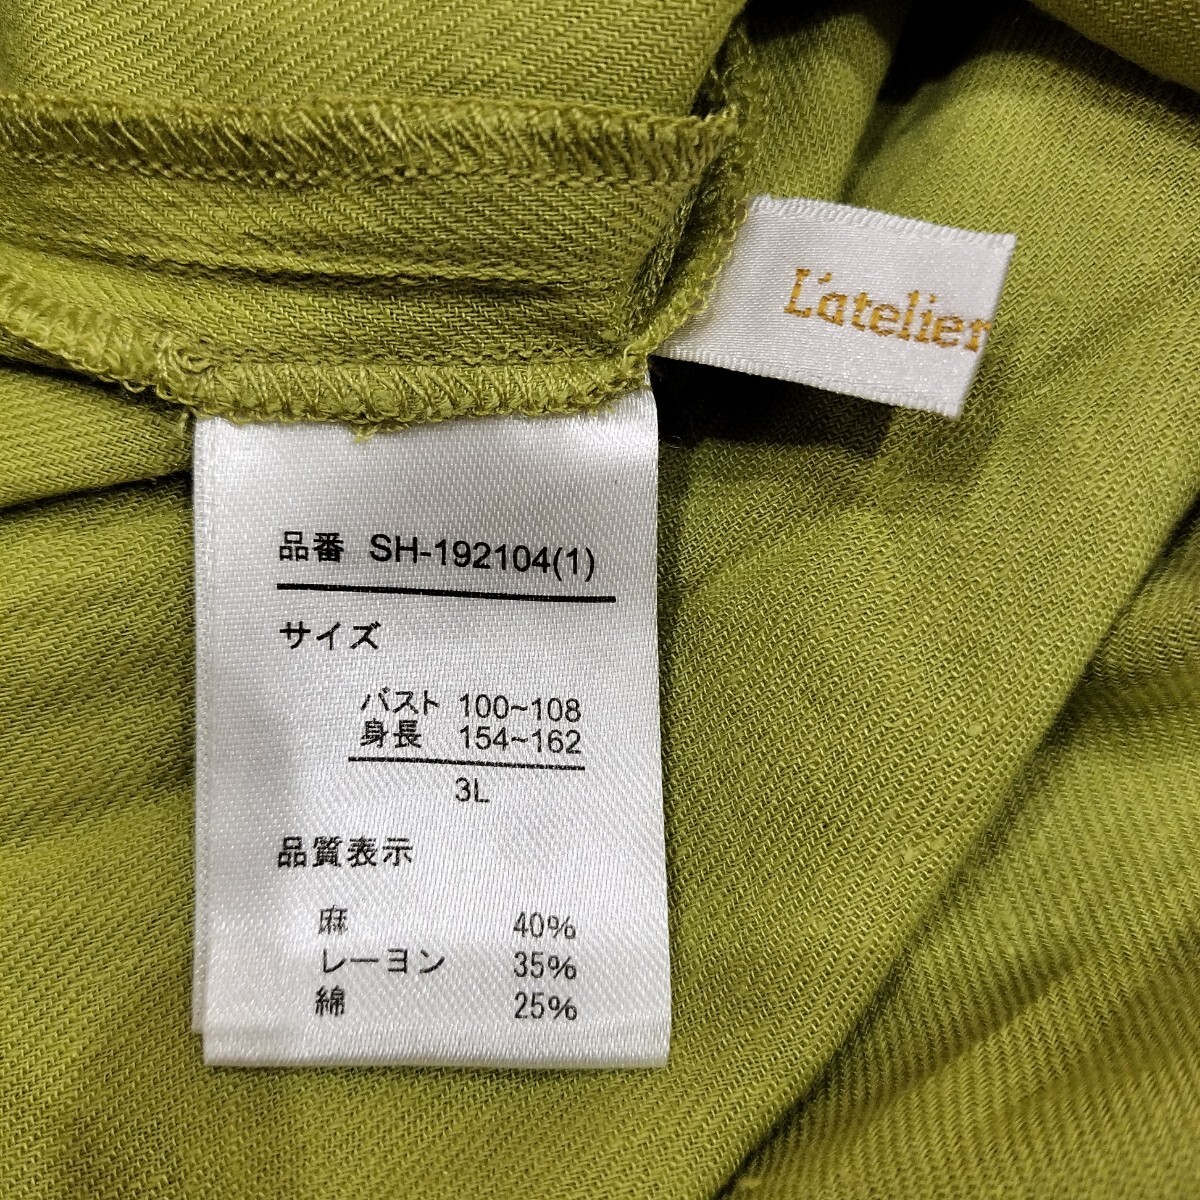 L'atelier
品番 SH-192104(1)
サイズ
バスト 100~108
身長 154~162
3L
品質表示
麻 40%
レーヨン 35%
綿 25%